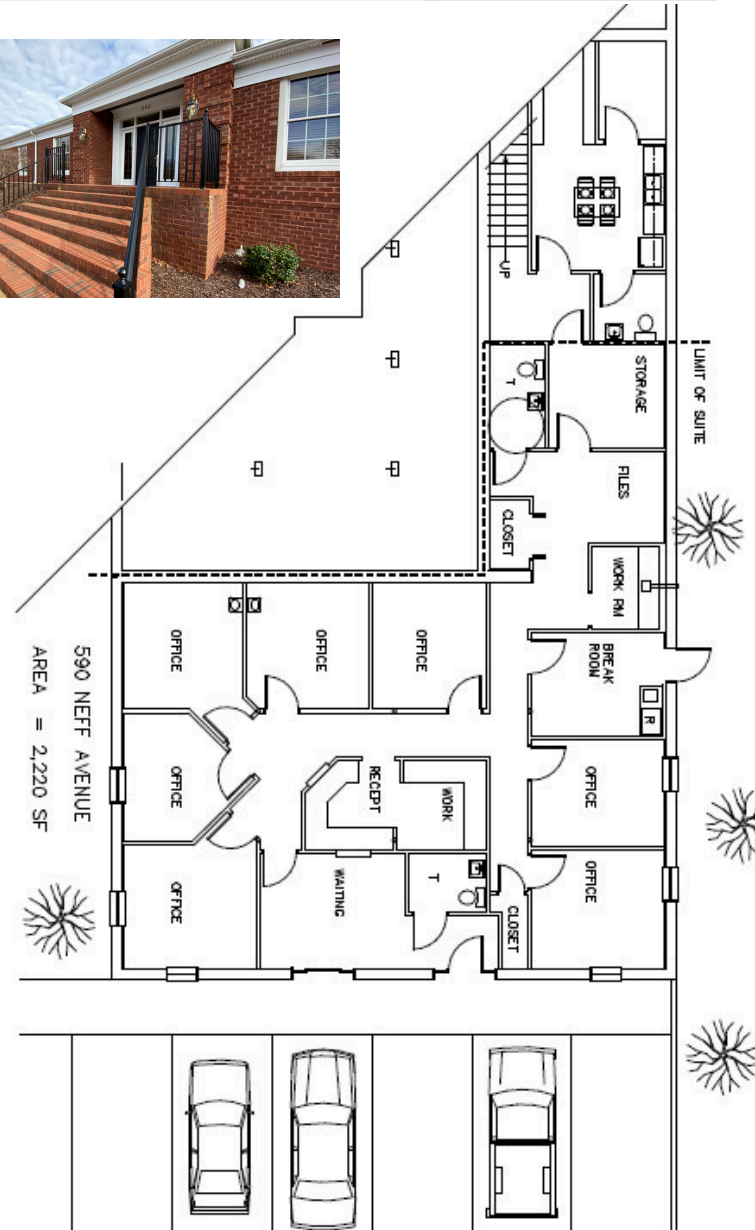 UP
LIMIT OF SUITE
STORAGE
T
FILES
CLOSET
WORK RM
BREAK
ROOM
R
OFFICE
OFFICE
OFFICE
OFFICE
OFFICE
OFFICE
OFFICE
RECEPT
WORK
WAITING
T
CLOSET
590 NEFF AVENUE
AREA = 2,220 SF